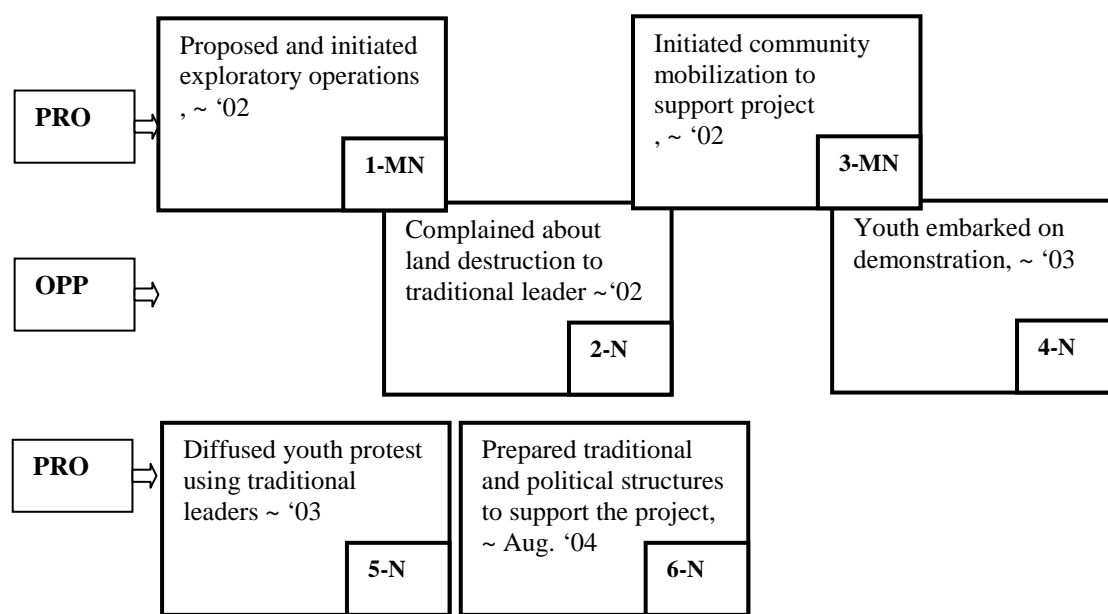 PRO
Proposed and initiated
exploratory operations
, ~ ‘02
1-MN
Initiated community
mobilization to
support project
, ~ ‘02
3-MN
OPP
Complained about
land destruction to
traditional leader ~‘02
2-N
Youth embarked on
demonstration, ~ ‘03
4-N
PRO
Diffused youth protest
using traditional
leaders ~ ‘03
5-N
Prepared traditional
and political structures
to support the project,
~ Aug. ‘04
6-N